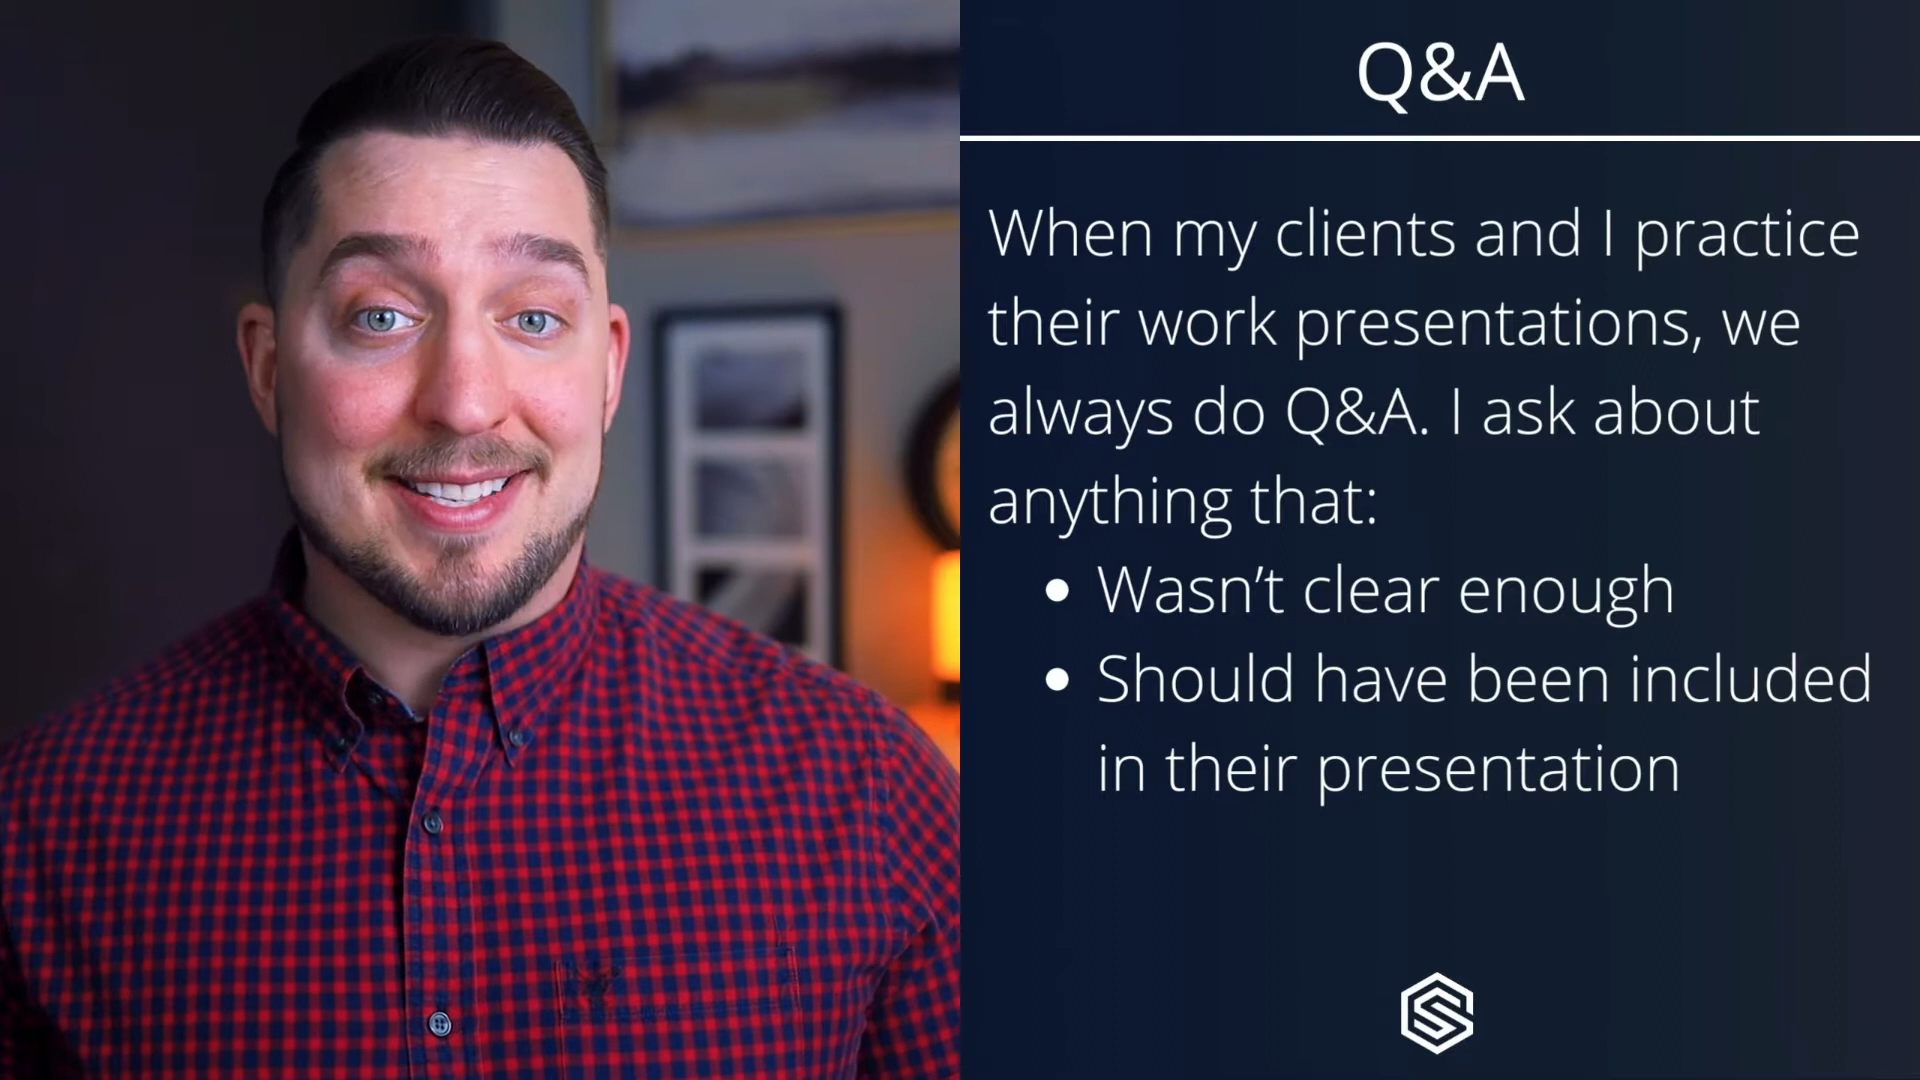 Q&A
When my clients and I practice
their work presentations, we
always do Q&A. I ask about
anything that:
• Wasn't clear enough
• Should have been included
in their presentation